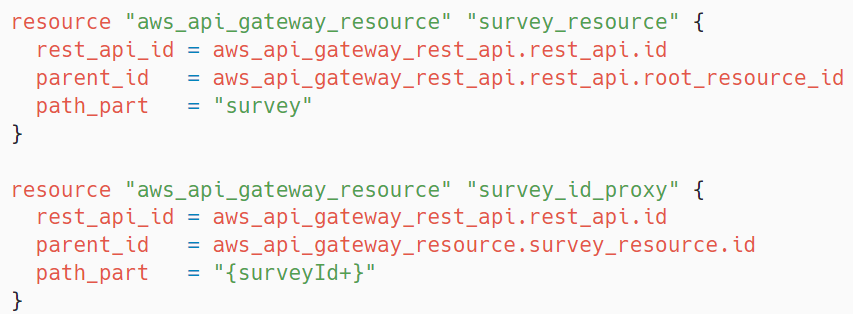 resource "aws_api_gateway_resource" "survey_resource" {
  rest_api_id = aws_api_gateway_rest_api.rest_api.id
  parent_id   = aws_api_gateway_rest_api.rest_api.root_resource_id
  path_part   = "survey"
}

resource "aws_api_gateway_resource" "survey_id_proxy" {
  rest_api_id = aws_api_gateway_rest_api.rest_api.id
  parent_id   = aws_api_gateway_resource.survey_resource.id
  path_part   = "{surveyId+}"
}